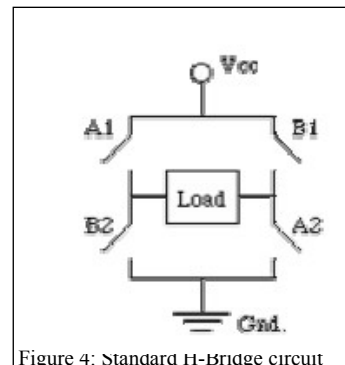 Vcc
A1 B1
Load
B2 A2
Gnd.
Figure 4: Standard H-Bridge circuit